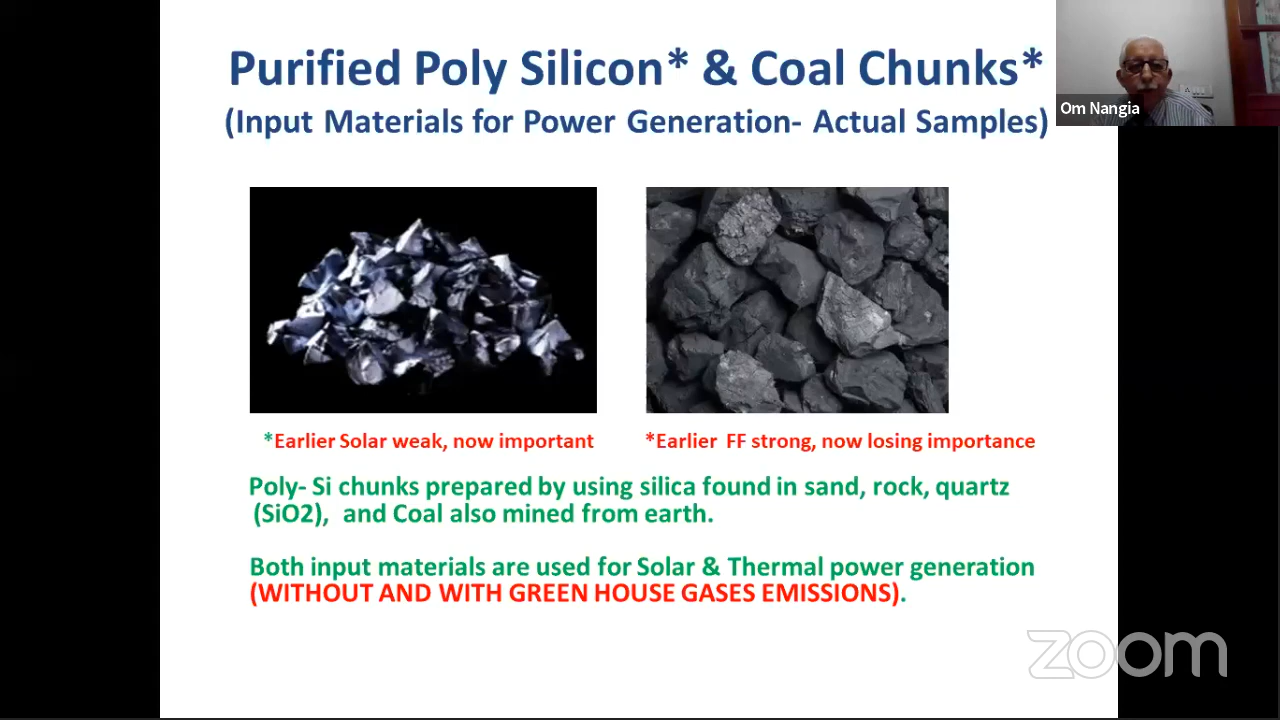 Purified Poly Silicon* & Coal Chunks*
(Input Materials for Power Generation- Actual Samples)
Om Nangia
*Earlier Solar weak, now important
*Earlier FF strong, now losing importance
Poly- Si chunks prepared by using silica found in sand, rock, quartz
(SiO2), and Coal also mined from earth.
Both input materials are used for Solar & Thermal power generation
(WITHOUT AND WITH GREEN HOUSE GASES EMISSIONS).
zoom